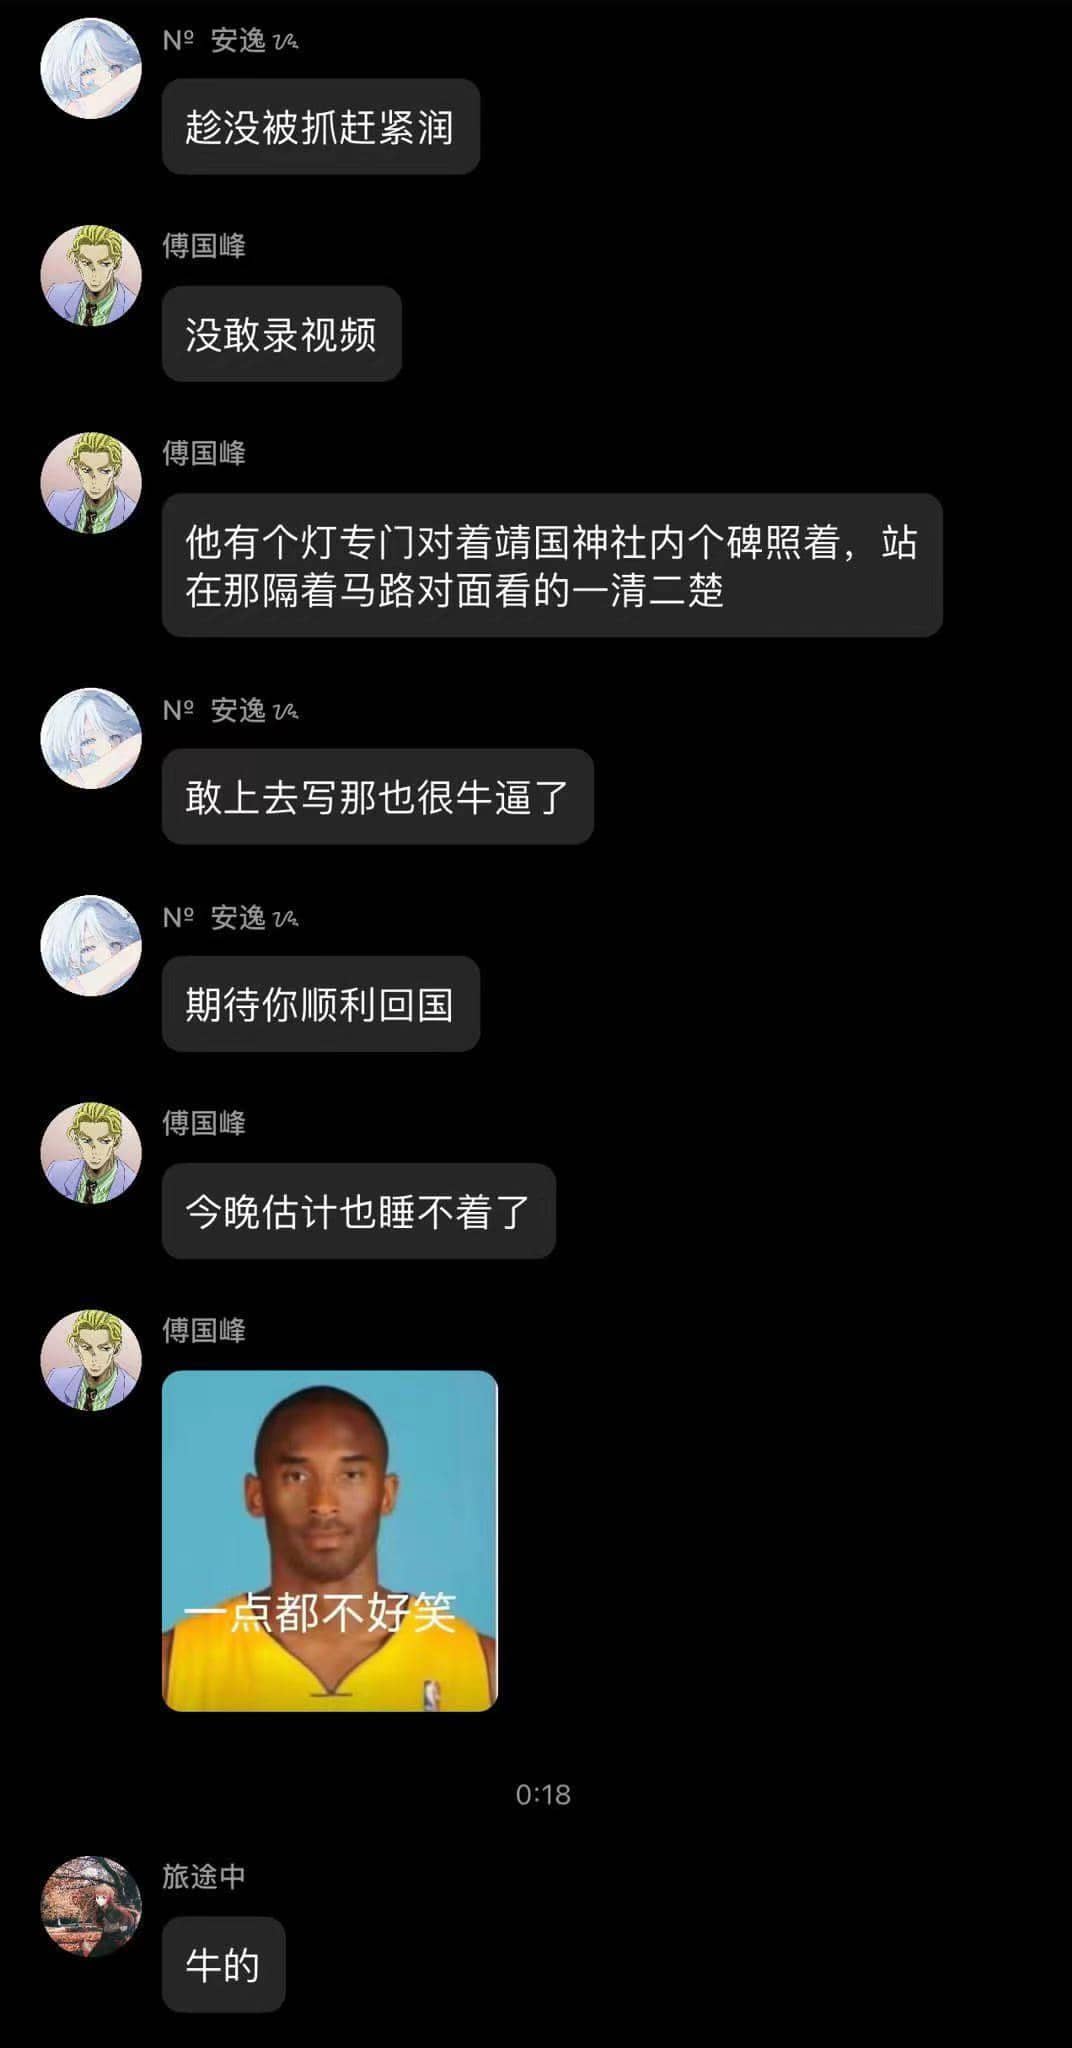 Nº 安逸
趁没被抓赶紧润
傅国峰
没敢录视频
傅国峰
他有个灯专门对着靖国神社内个碑照着，站
在那隔着马路对面看的一清二楚
Nº 安逸
敢上去写那也很牛逼了
Nº 安逸
期待你顺利回国
傅国峰
今晚估计也睡不着了
傅国峰
一点都不好笑
0:18
旅途中
牛的